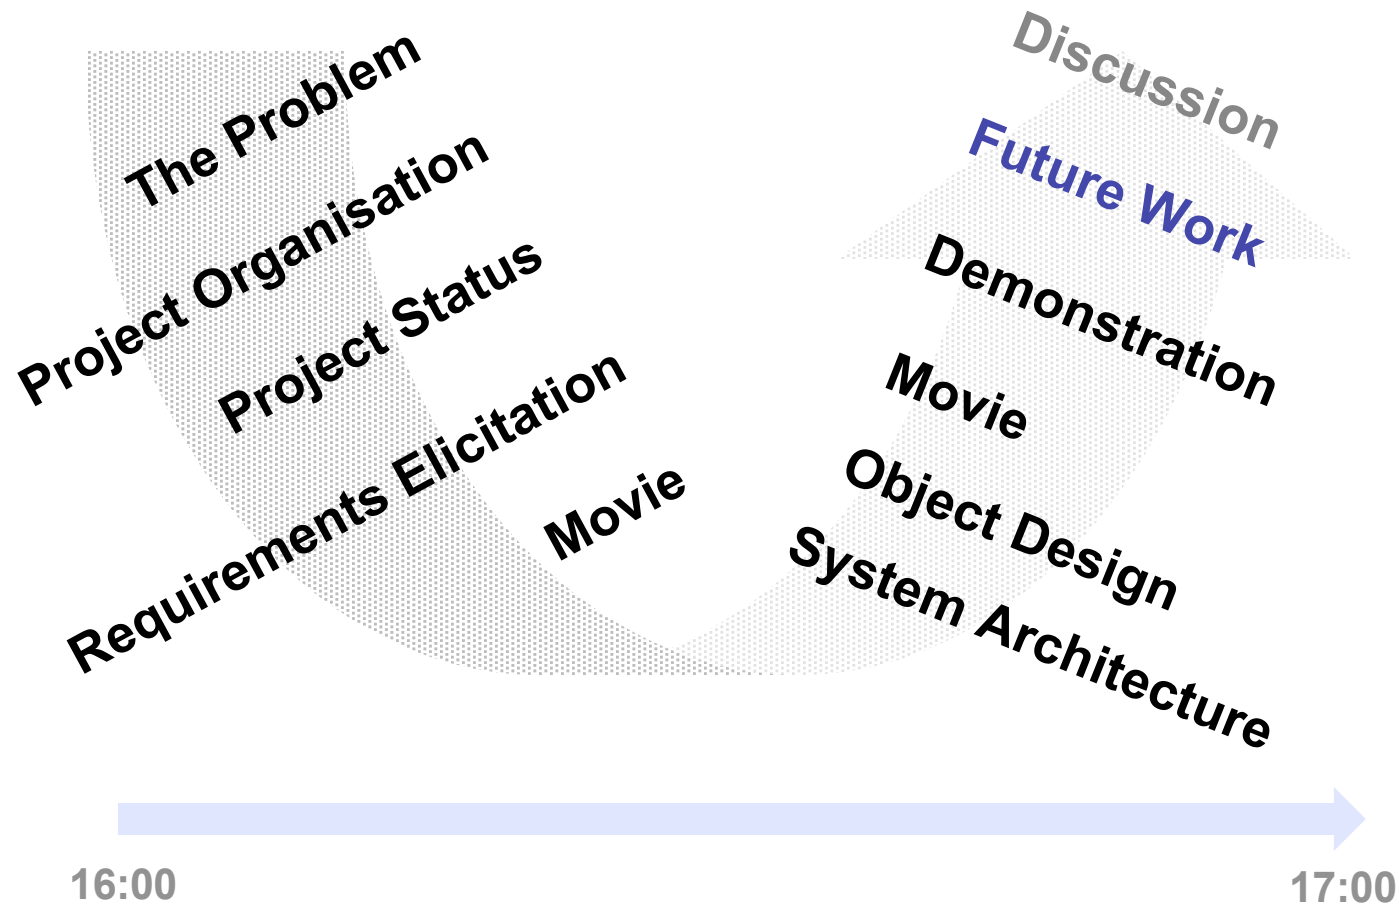 The Problem
Project Organisation
Project Status
Requirements Elicitation
Movie
System Architecture
Object Design
Movie
Demonstration
Future Work
Discussion
16:00
17:00